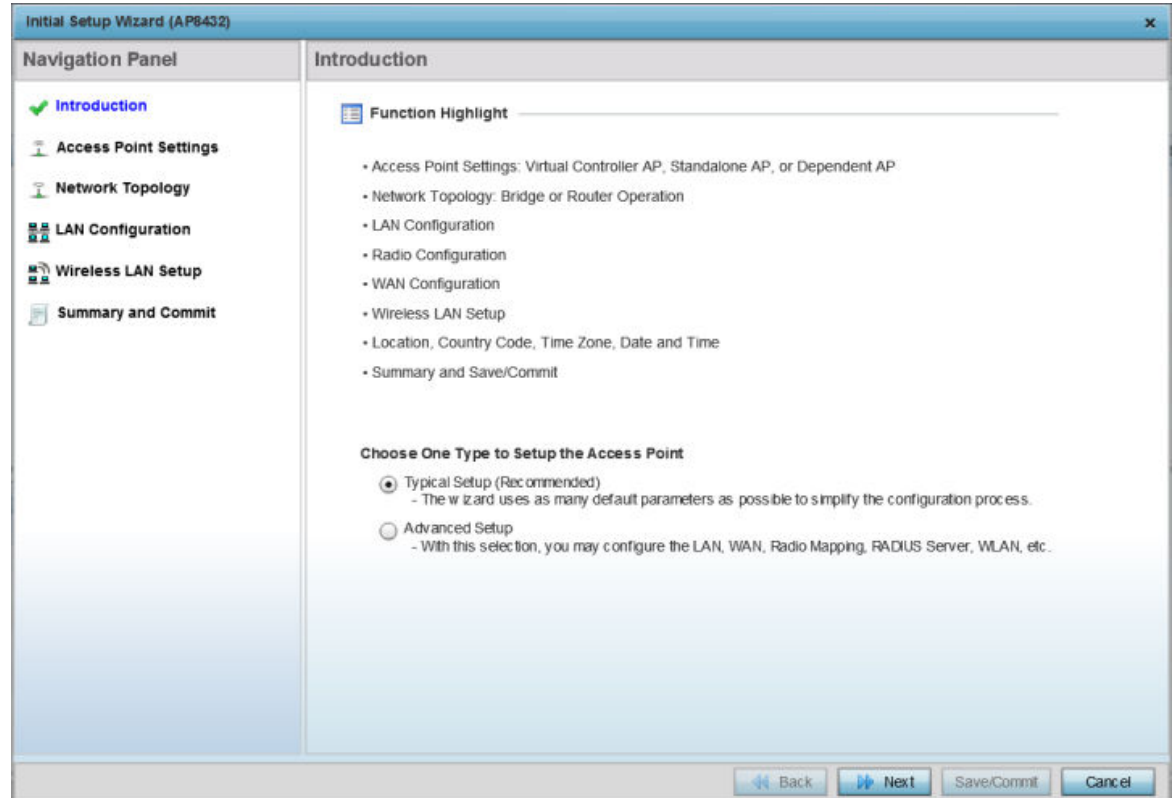 Initial Setup Wizard (AP8432)
Navigation Panel
Introduction
Access Point Settings
Network Topology
LAN Configuration
Wireless LAN Setup
Summary and Commit
Introduction
Function Highlight
• Access Point Settings: Virtual Controller AP, Standalone AP, or Dependent AP
• Network Topology: Bridge or Router Operation
• LAN Configuration
• Radio Configuration
• WAN Configuration
• Wireless LAN Setup
• Location, Country Code, Time Zone, Date and Time
• Summary and Save/Commit
Choose One Type to Setup the Access Point
Typical Setup (Recommended)
- The wizard uses as many default parameters as possible to simplify the configuration process.
Advanced Setup
- With this selection, you may configure the LAN, WAN, Radio Mapping, RADIUS Server, WLAN, etc.
Back
Next
Save/Commit
Cancel